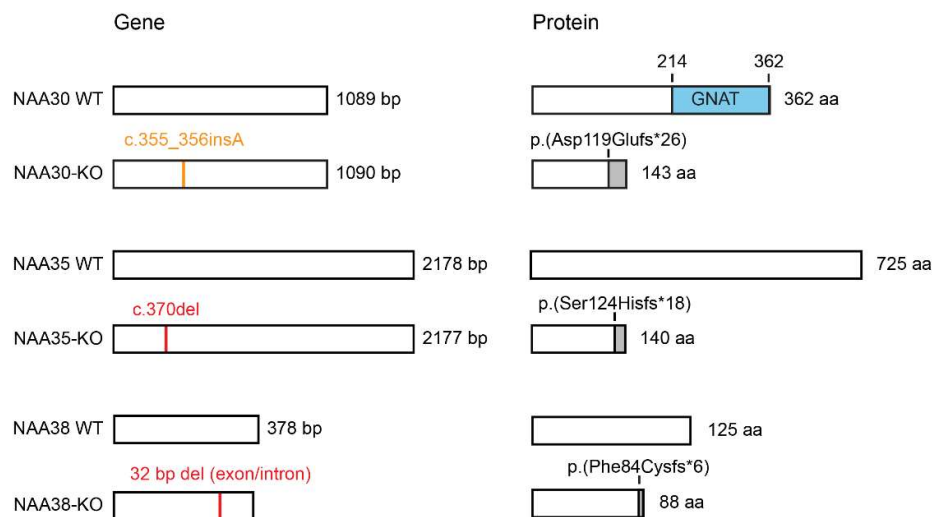 Gene Protein
214 362
NAA30 WT 1089 bp GNAT 362 aa
c.355_356insA p.(Asp119Glufs*26)
NAA30-KO 1090 bp 143 aa
NAA35 WT 2178 bp 725 aa
c.370del p.(Ser124Hisfs*18)
NAA35-KO 2177 bp 140 aa
NAA38 WT 378 bp 125 aa
32 bp del (exon/intron) p.(Phe84Cysfs*6)
NAA38-KO 88 aa